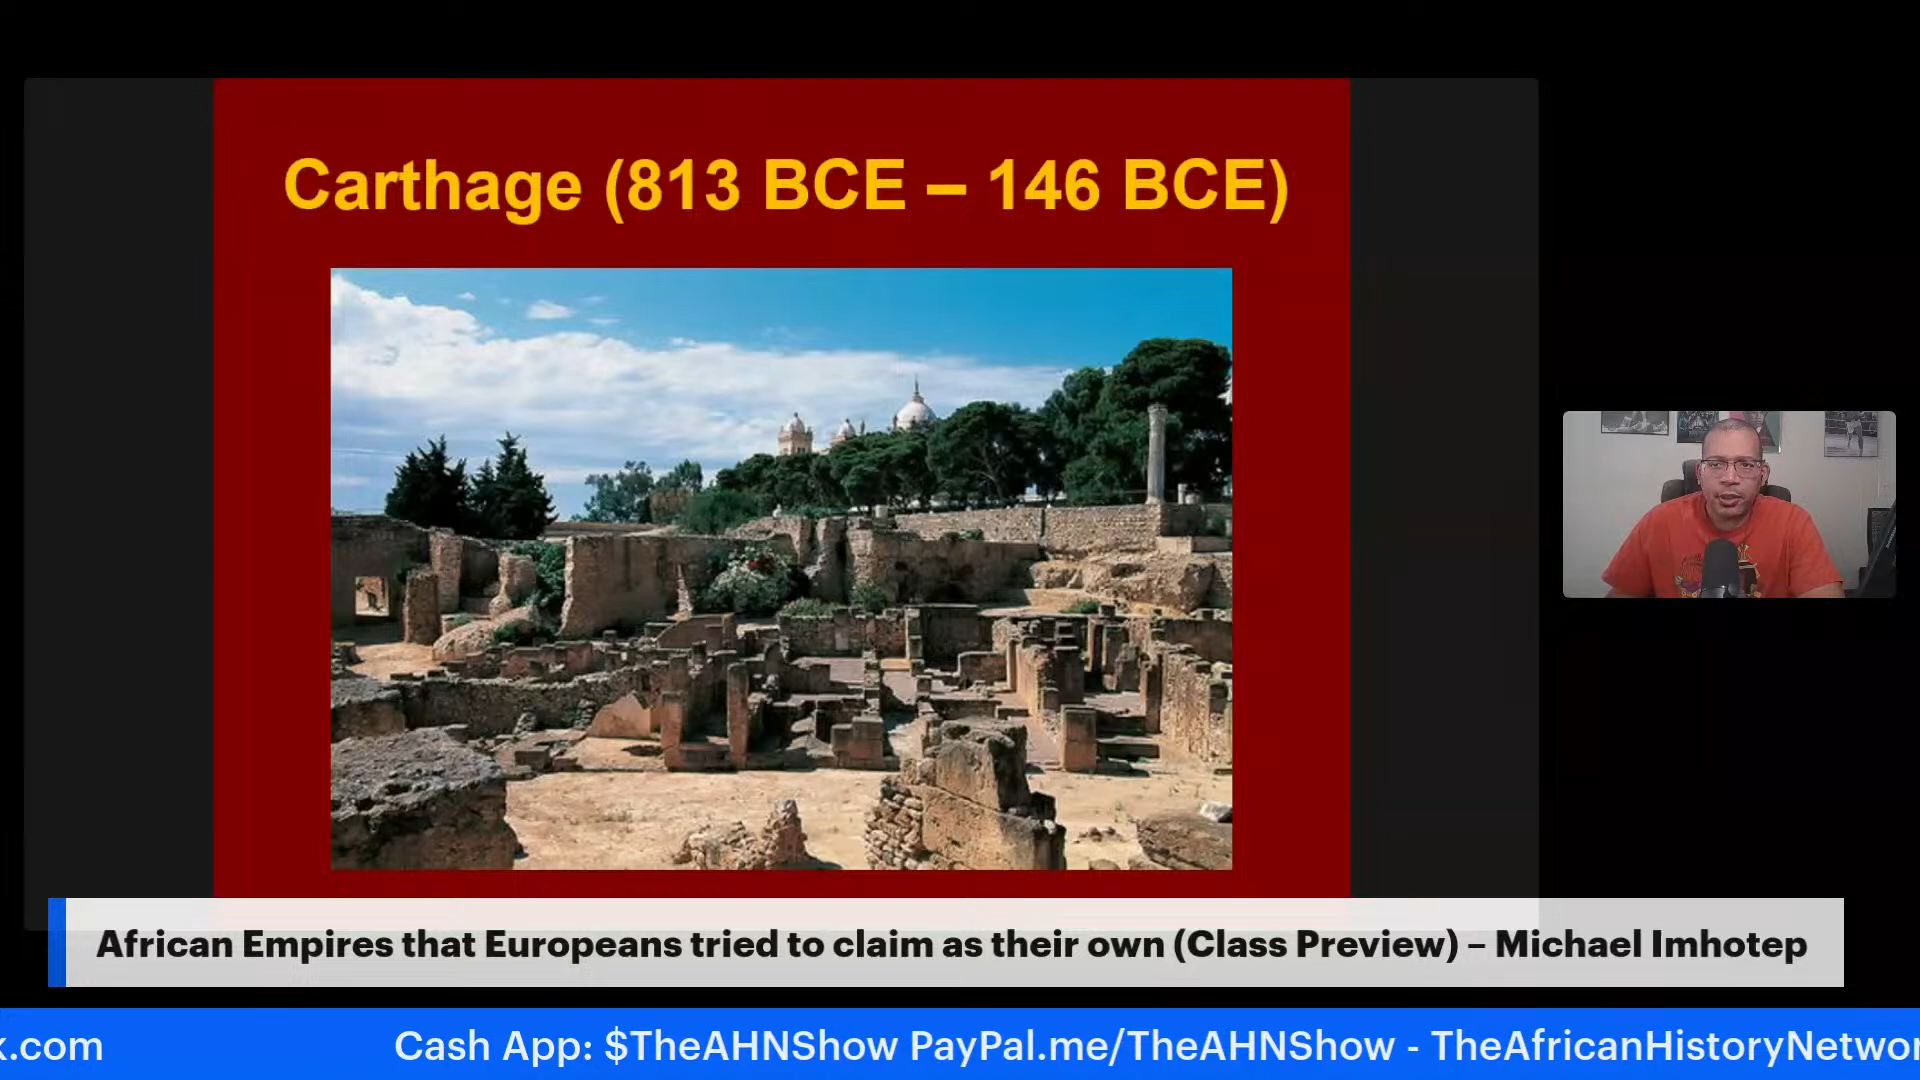 Carthage (813 BCE – 146 BCE)
African Empires that Europeans tried to claim as their own (Class Preview) – Michael Imhotep
k.com Cash App: $TheAHNShow PayPal.me/TheAHNShow - TheAfricanHistoryNetwor